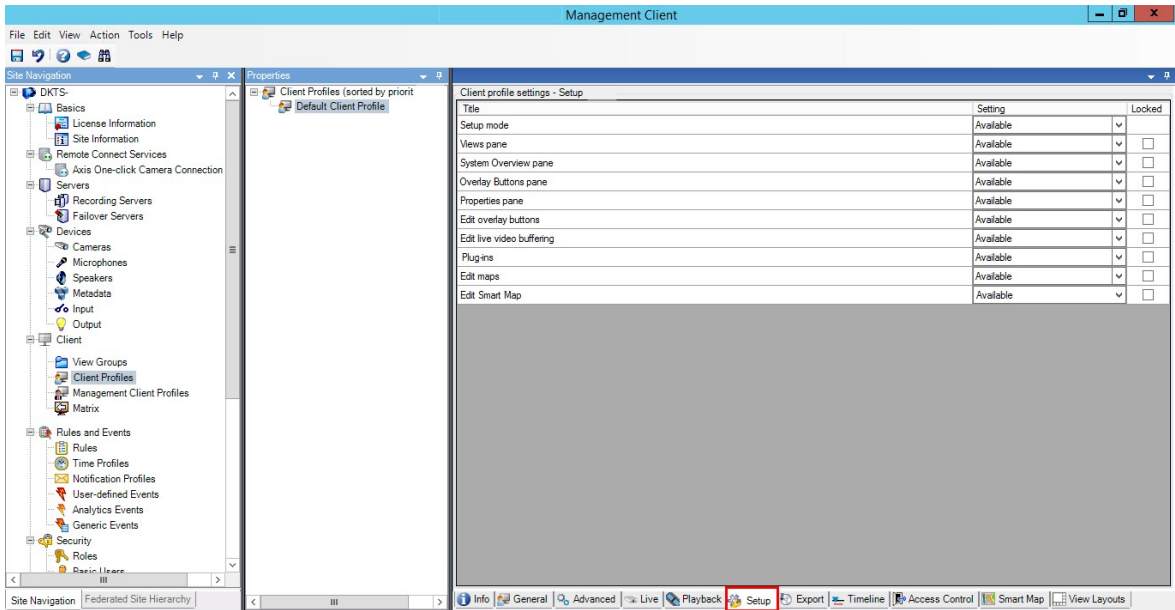 Management Client
File Edit View Action Tools Help
Site Navigation
DKTS-
Basics
License Information
Site Information
Remote Connect Services
Axis One-click Camera Connection
Servers
Recording Servers
Failover Servers
Devices
Cameras
Microphones
Speakers
Metadata
Input
Output
Client
View Groups
Client Profiles
Management Client Profiles
Matrix
Rules and Events
Rules
Time Profiles
Notification Profiles
User-defined Events
Analytics Events
Generic Events
Security
Roles
Basic Users
Site Navigation Federated Site Hierarchy
Properties
Client Profiles (sorted by priorit
Default Client Profile
Client profile settings - Setup
Title Setting Locked
Setup mode Available
Views pane Available
System Overview pane Available
Overlay Buttons pane Available
Properties pane Available
Edit overlay buttons Available
Edit live video buffering Available
Plug-ins Available
Edit maps Available
Edit Smart Map Available
Info General Advanced Live Playback Setup Export Timeline Access Control Smart Map View Layouts